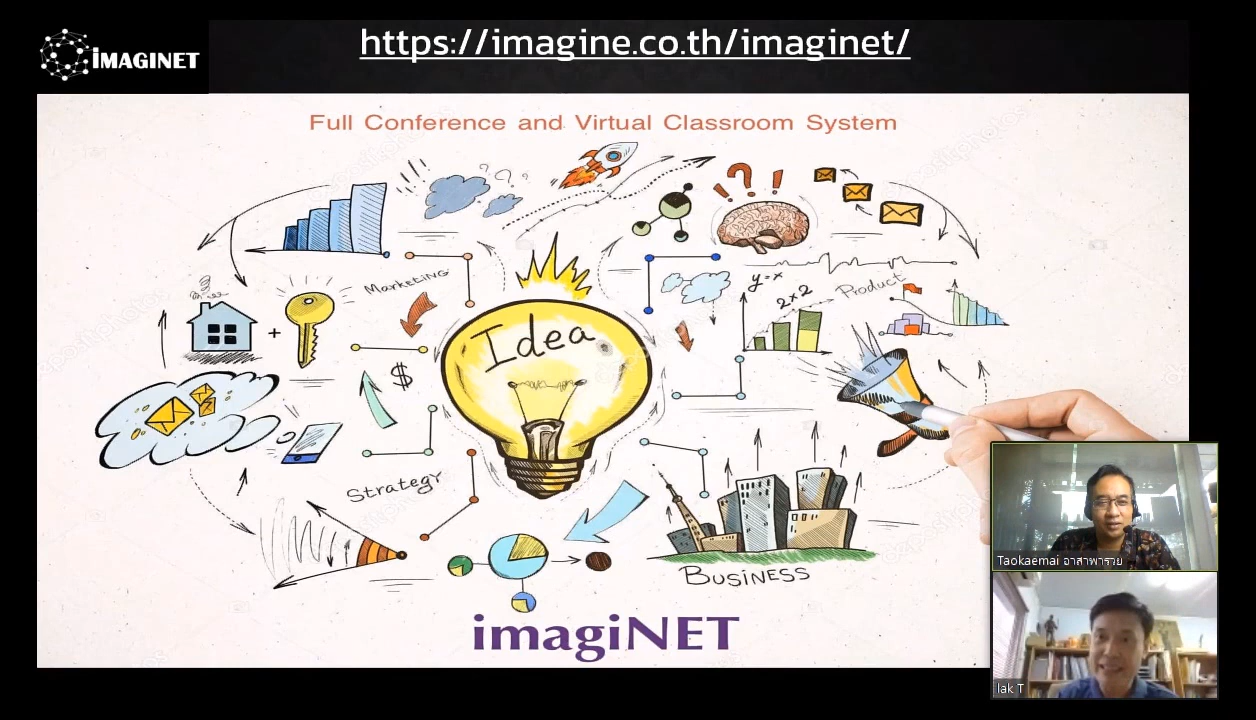 iMAGINET
https://imagine.co.th/imaginet/
Full Conference and Virtual Classroom System
Marketing
y=x
2x2
Product
Idea
+
$
Strategy
BUSINESS
imagiNET
Taokaemai อาสาพารวย
lak T